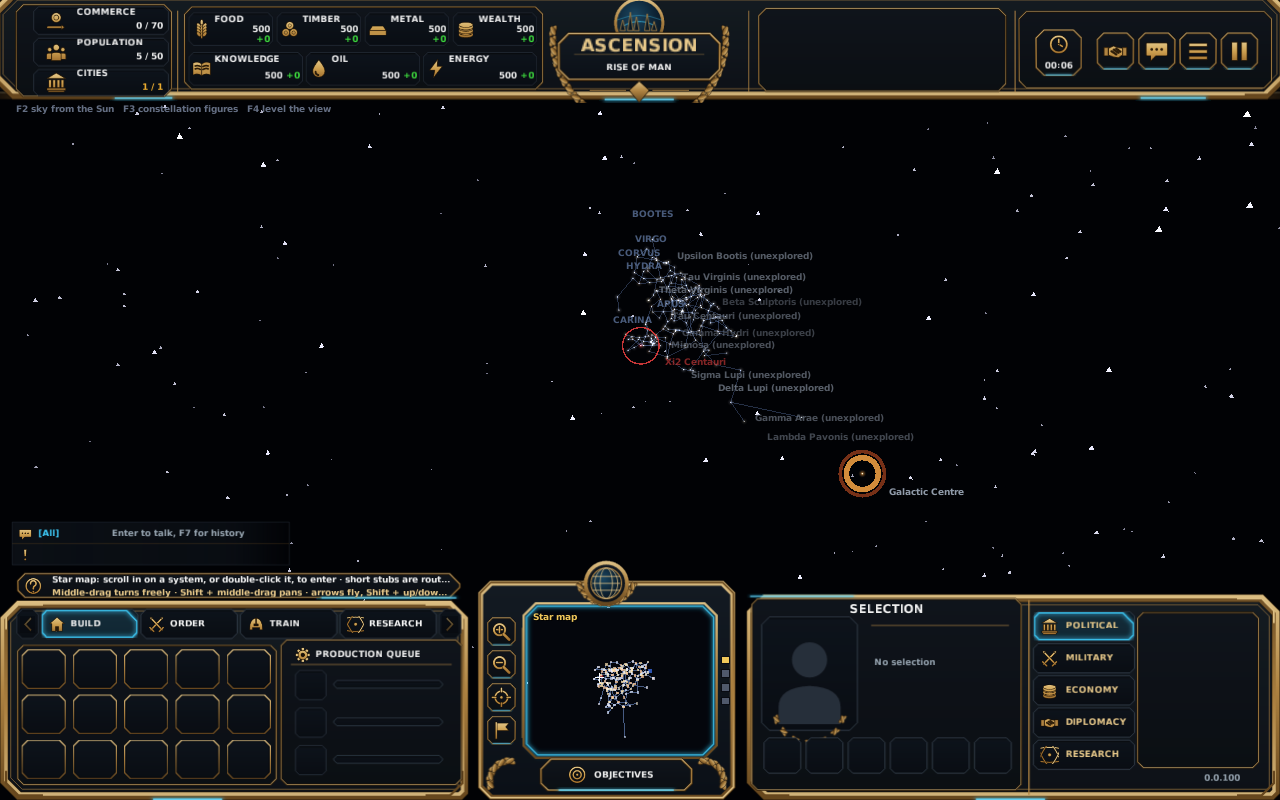 COMMERCE
0 / 70
POPULATION
5 / 50
CITIES
1 / 1
FOOD
500
+0
TIMBER
500
+0
METAL
500
+0
WEALTH
500
+0
KNOWLEDGE
500 +0
OIL
500 +0
ENERGY
500 +0
ASCENSION
RISE OF MAN
00:06
F2 sky from the Sun F3 constellation figures F4 level the view
BOOTES
VIRGO
CORVUS
HYDRA
Upsilon Bootis (unexplored)
Tau Virginis (unexplored)
Theta Virginis (unexplored)
APUS
Beta Sculptoris (unexplored)
Tau Centauri (unexplored)
CARINA
Gamma Hydri (unexplored)
Mimosa (unexplored)
Xi2 Centauri
Sigma Lupi (unexplored)
Delta Lupi (unexplored)
Gamma Arae (unexplored)
Lambda Pavonis (unexplored)
Galactic Centre
[All] Enter to talk, F7 for history
!
Star map: scroll in on a system, or double-click it, to enter · short stubs are rout...
Middle-drag turns freely · Shift + middle-drag pans · arrows fly, Shift + up/dow...
BUILD
ORDER
TRAIN
RESEARCH
PRODUCTION QUEUE
Star map
OBJECTIVES
SELECTION
No selection
POLITICAL
MILITARY
ECONOMY
DIPLOMACY
RESEARCH
0.0.100